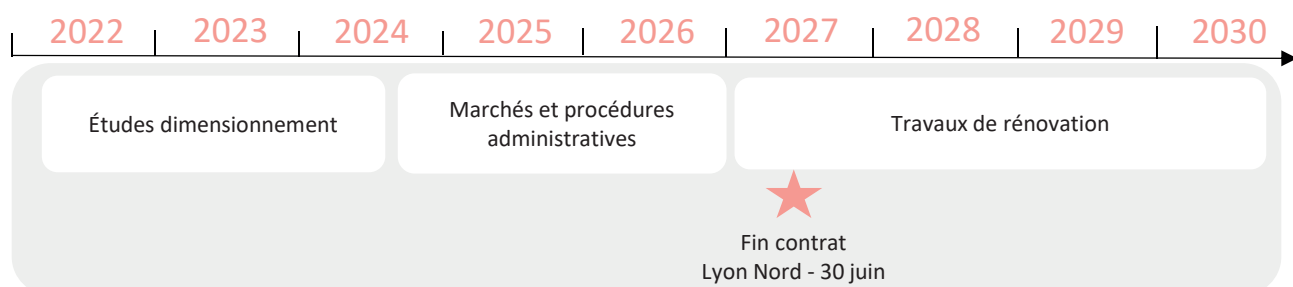 2022 2023 2024 2025 2026 2027 2028 2029 2030
Études dimensionnement
Marchés et procédures
administratives
Travaux de rénovation
Fin contrat
Lyon Nord - 30 juin